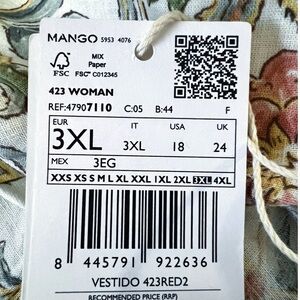 MANGO 5953 4076
FSC MIX Paper FSC® C012345
423 WOMAN
REF:47907110 C:05 B:44 F
EUR IT USA UK
3XL 3XL 18 24
MEX 3EG
XXS XS S M L XL XXL 1XL 2XL 3XL 4XL
8 445791 922636
VESTIDO 423RED2
RECOMMENDED PRICE (RRP)